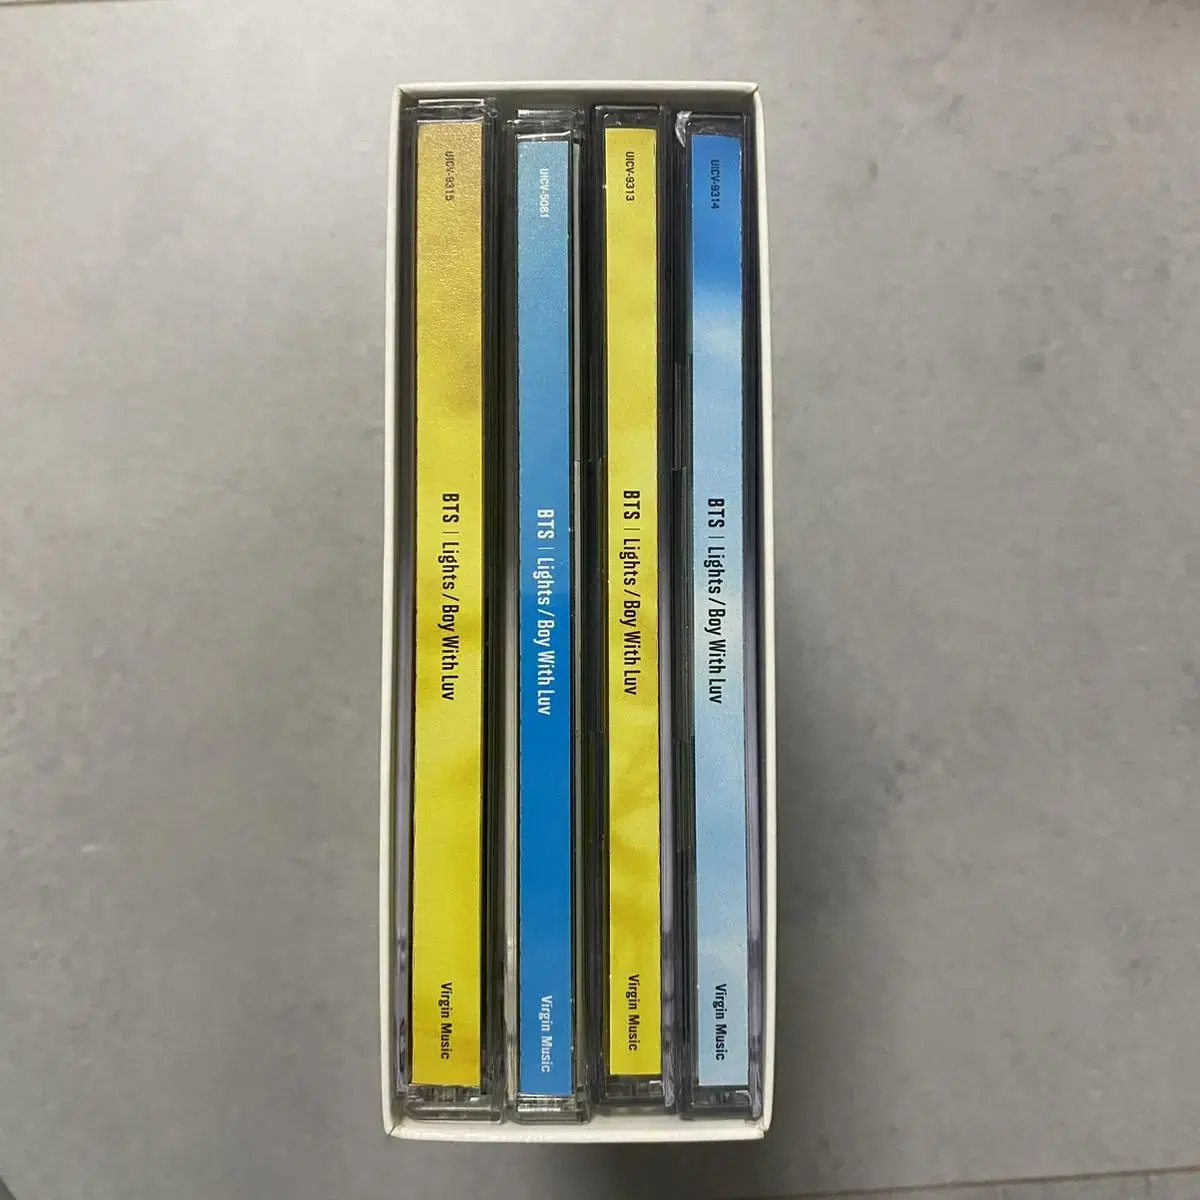 UICV-9315
BTS | Lights / Boy With Luv
Virgin Music
UICV-5081
BTS | Lights / Boy With Luv
Virgin Music
UICV-9313
BTS | Lights / Boy With Luv
Virgin Music
UICV-9314
BTS | Lights / Boy With Luv
Virgin Music